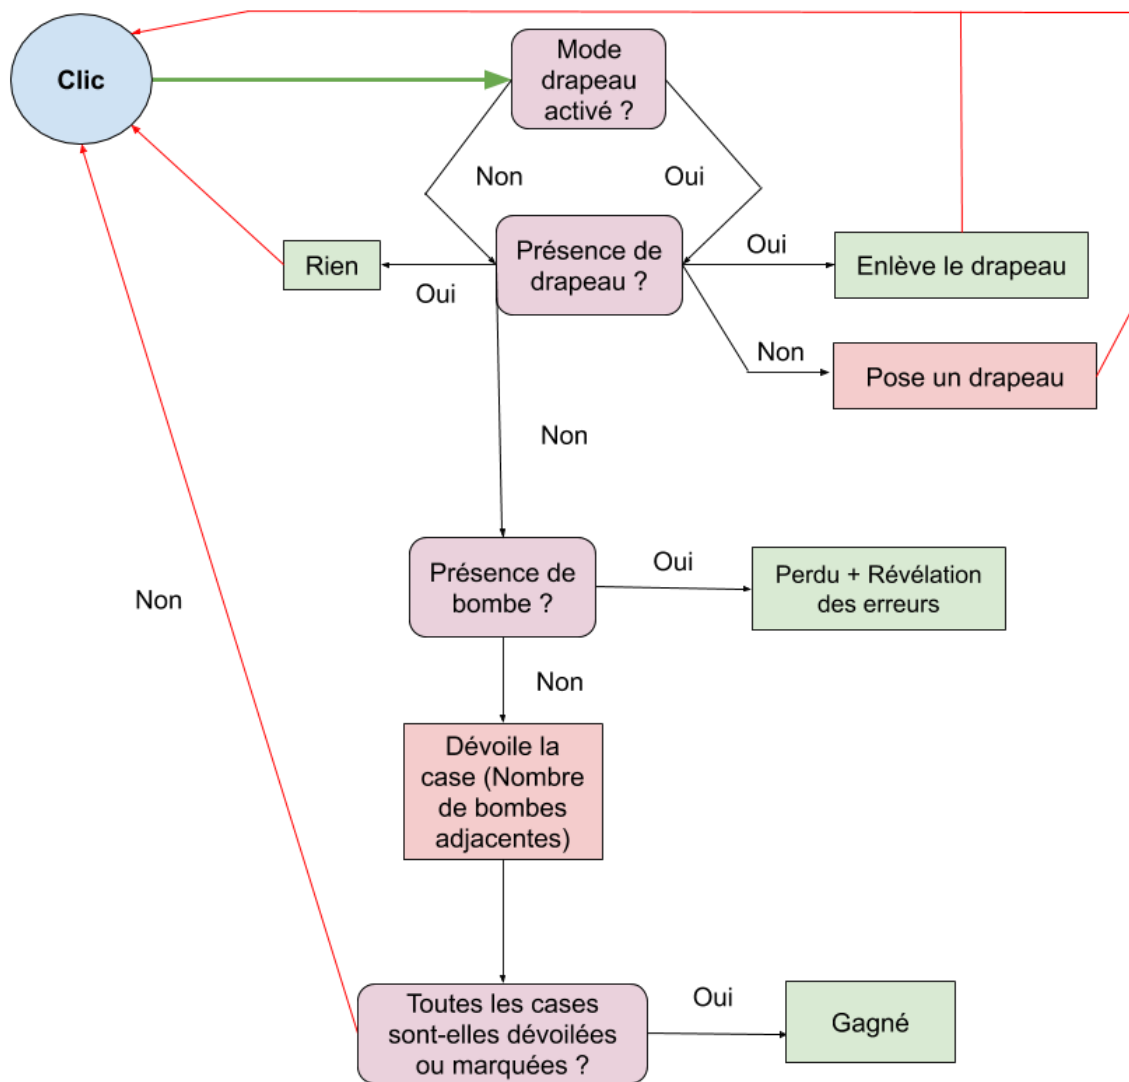 Clic
Mode
drapeau
activé ?
Non
Oui
Rien
Oui
Présence de
drapeau ?
Oui
Enlève le drapeau
Non
Pose un drapeau
Non
Présence de
bombe ?
Oui
Perdu + Révélation
des erreurs
Non
Non
Dévoile la
case (Nombre
de bombes
adjacentes)
Toutes les cases
sont-elles dévoilées
ou marquées ?
Oui
Gagné